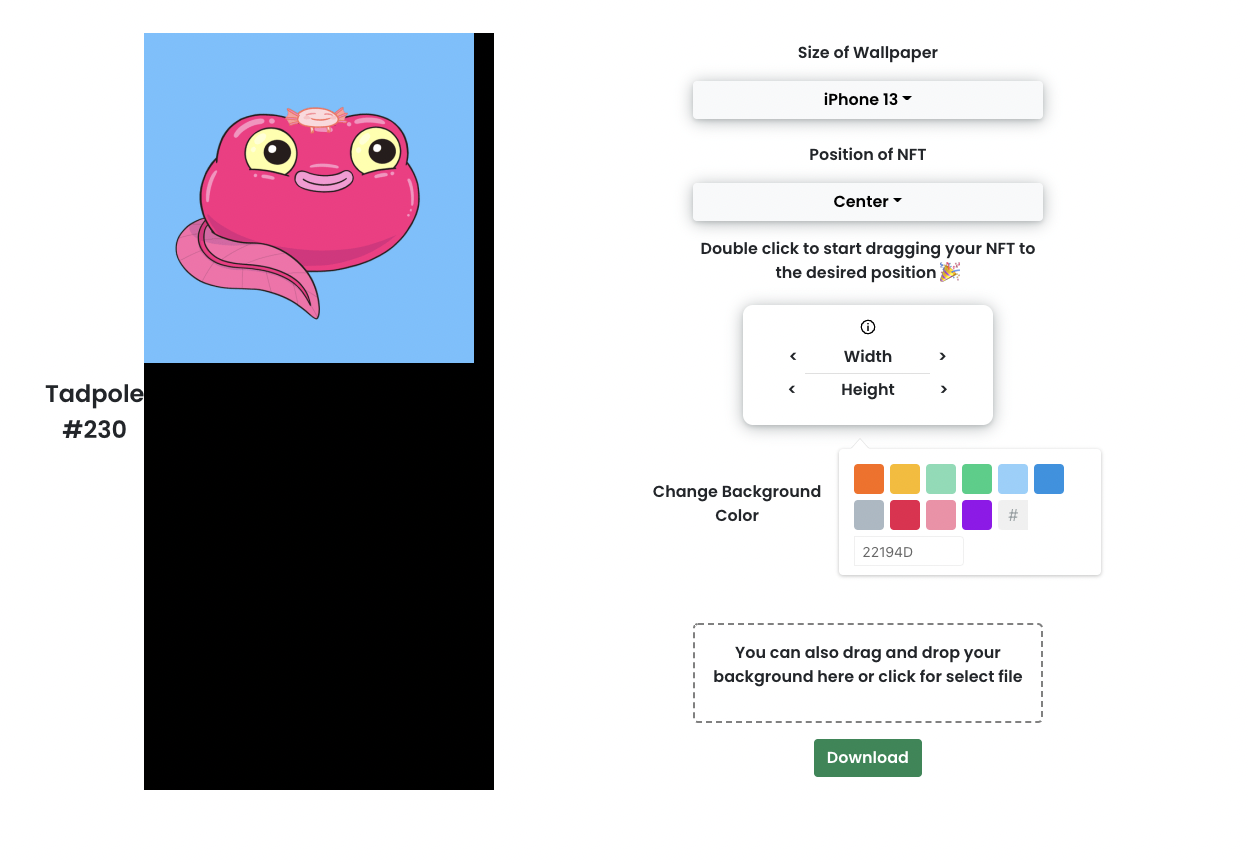 Tadpole
#230
Size of Wallpaper
iPhone 13
Position of NFT
Center
Double click to start dragging your NFT to
the desired position 🎉
< Width >
< Height >
Change Background
Color
#
22194D
You can also drag and drop your
background here or click for select file
Download